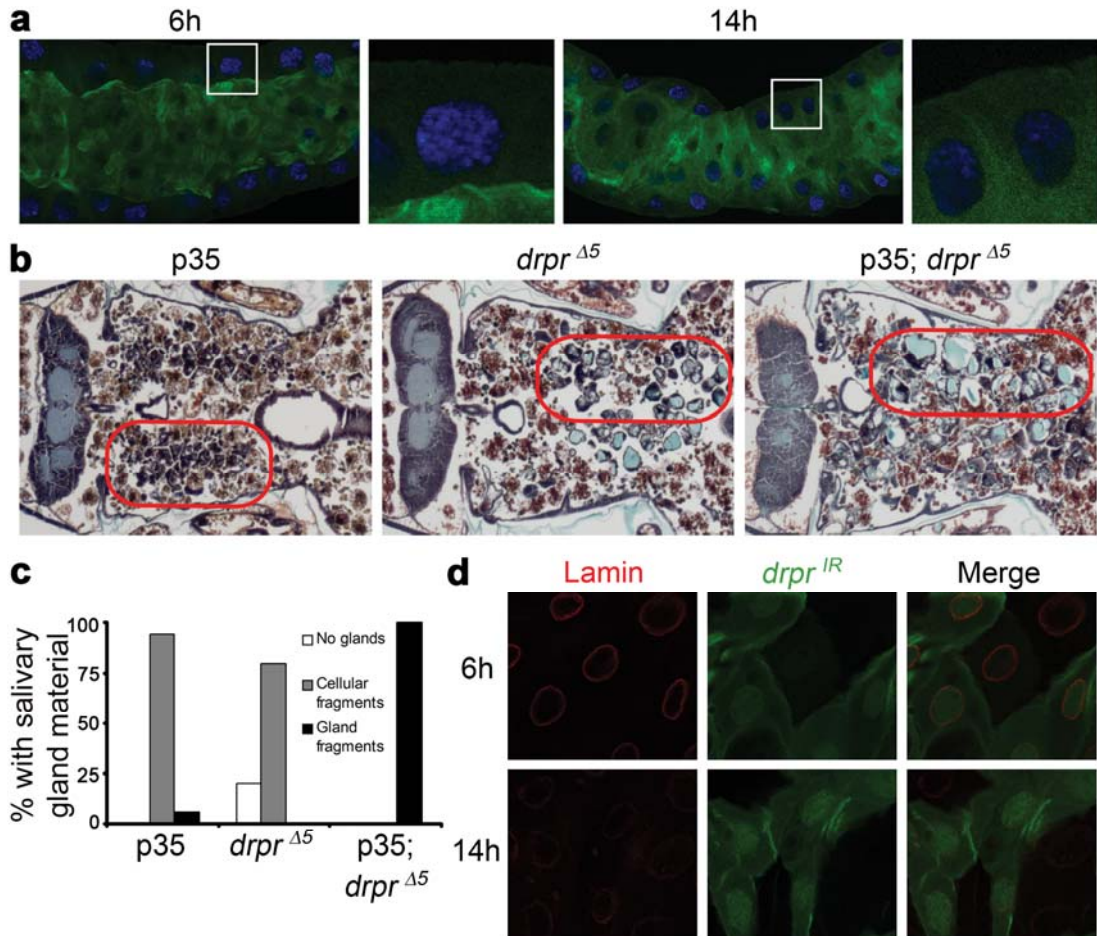 a
6h 14h
b
p35 drpr Δ5 p35; drpr Δ5
c
% with salivary
gland material
100
75
50
25
0
No glands
Cellular
fragments
Gland
fragments
p35 drpr Δ5 p35;
drpr Δ5
d
Lamin drpr IR Merge
6h
14h